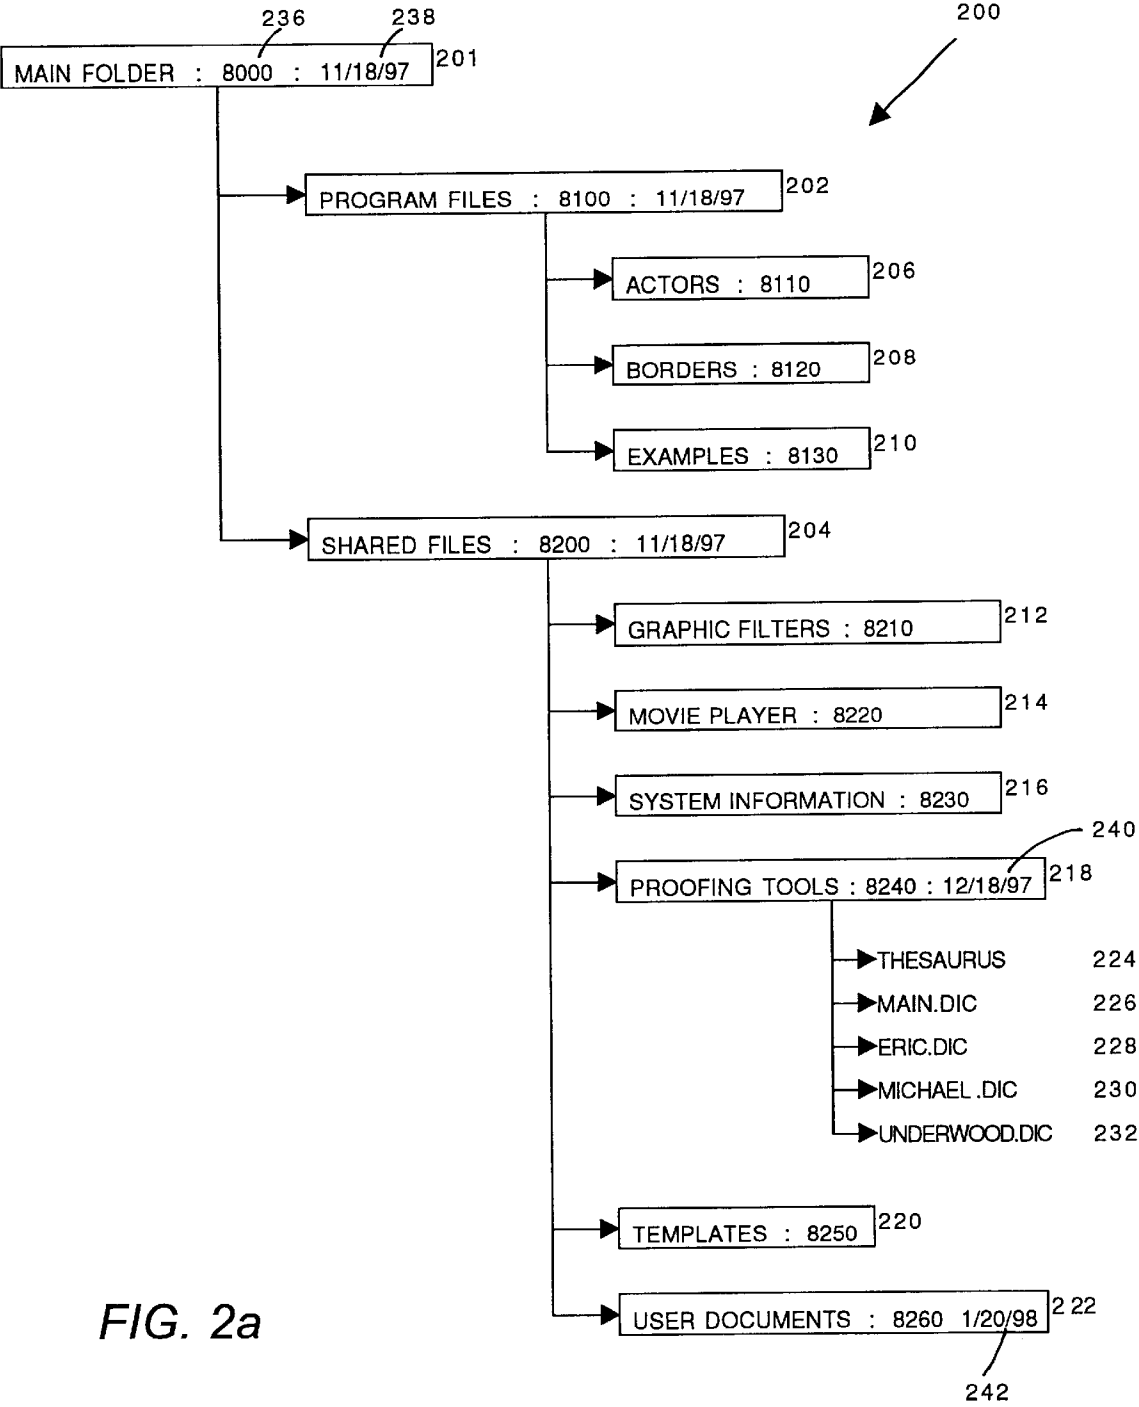 236 238 200
MAIN FOLDER : 8000 : 11/18/97 201
PROGRAM FILES : 8100 : 11/18/97 202
ACTORS : 8110 206
BORDERS : 8120 208
EXAMPLES : 8130 210
SHARED FILES : 8200 : 11/18/97 204
GRAPHIC FILTERS : 8210 212
MOVIE PLAYER : 8220 214
SYSTEM INFORMATION : 8230 216
240
PROOFING TOOLS : 8240 : 12/18/97 218
THESAURUS 224
MAIN.DIC 226
ERIC.DIC 228
MICHAEL .DIC 230
UNDERWOOD.DIC 232
TEMPLATES : 8250 220
USER DOCUMENTS : 8260 1/20/98 222
FIG. 2a
242